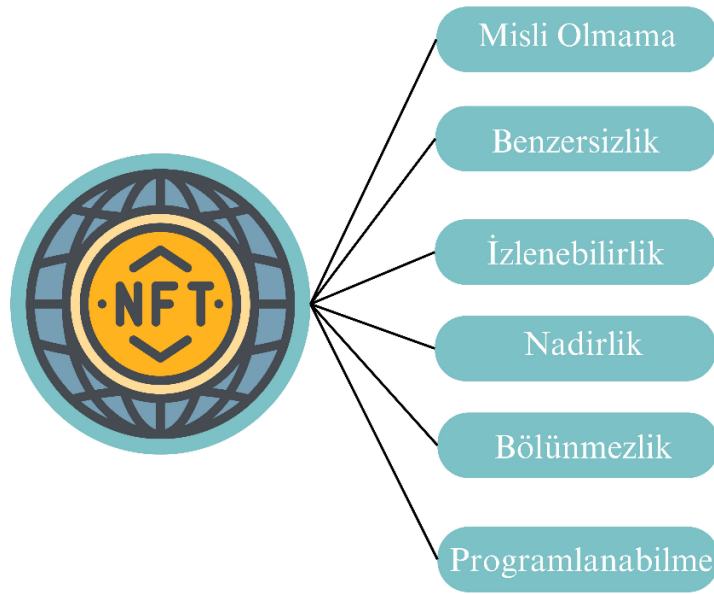 Misli Olmama
Benzersizlik
İzlenebilirlik
NFT
Nadirlik
Bölünmezlik
Programlanabilme